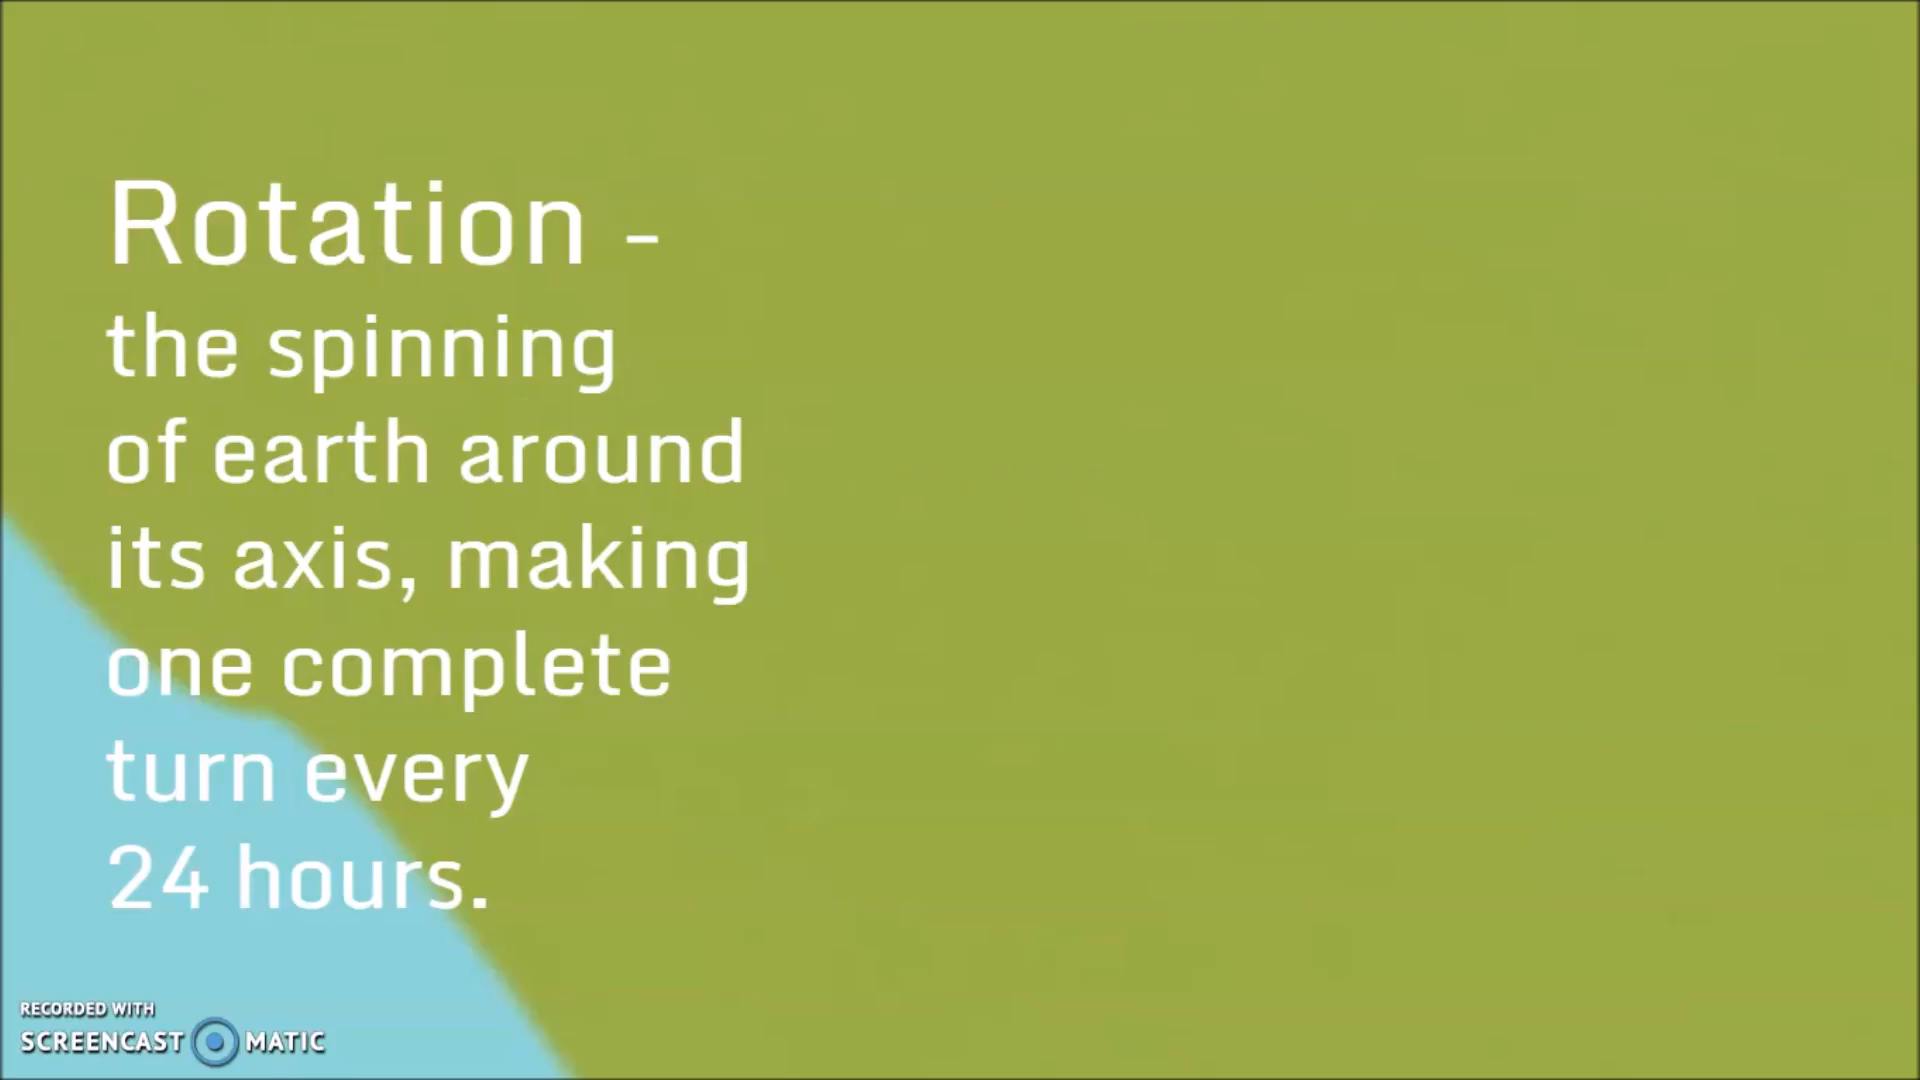 Rotation -
the spinning
of earth around
its axis, making
one complete
turn every
24 hours.
RECORDED WITH
SCREENCAST MATIC